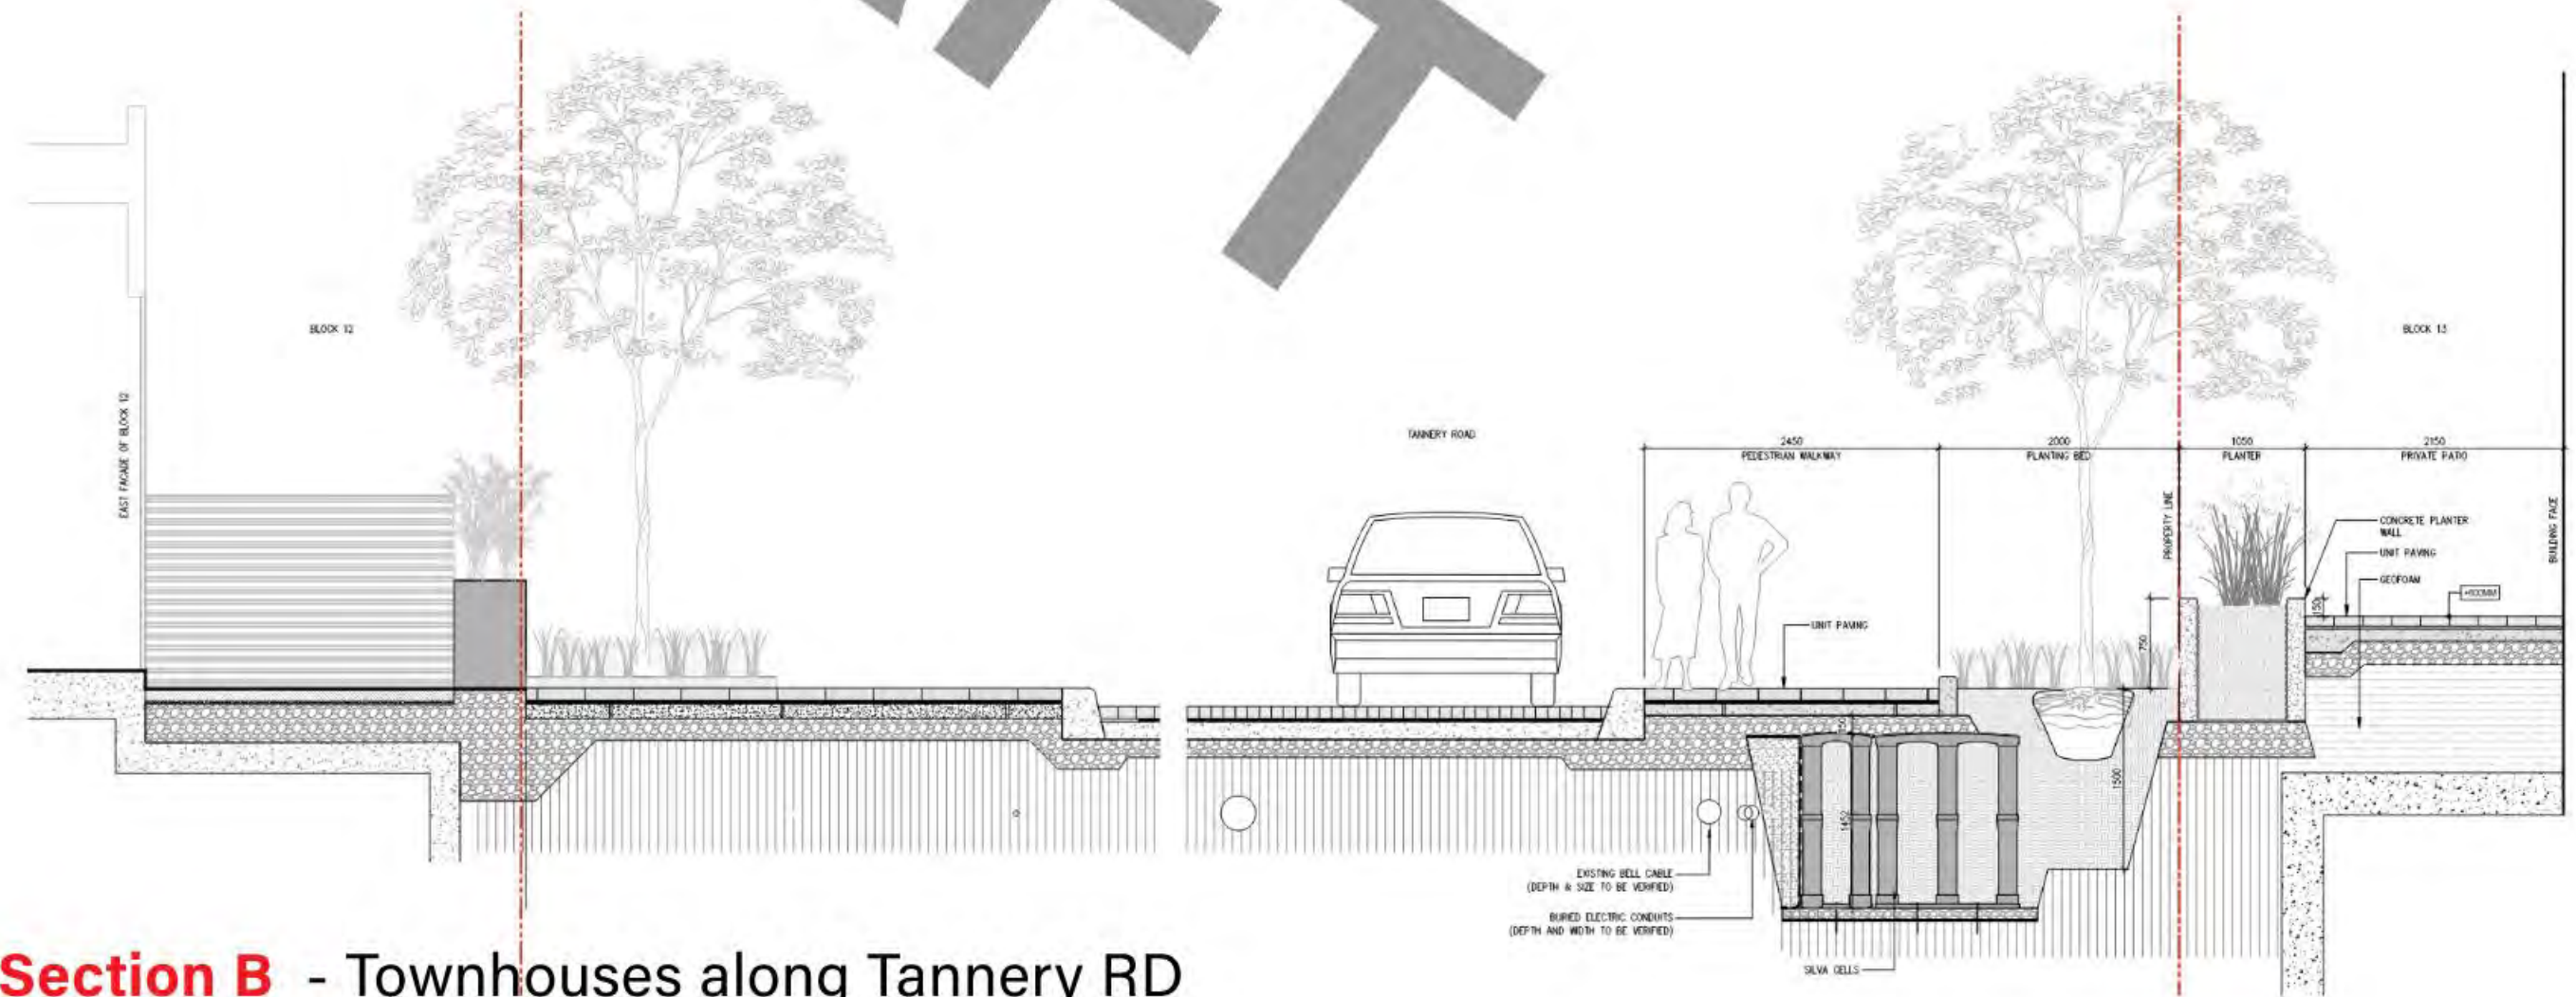 FT
BLOCK 12
BLOCK 13
EAST FACADE OF BLOCK 12
TANNERY ROAD
2450
PEDESTRIAN WALKWAY
2000
PLANTING BED
1050
PLANTER
2150
PRIVATE PATIO
PROPERTY LINE
BUILDING FACE
CONCRETE PLANTER
WALL
UNIT PAVING
GEOFOAM
150
UNIT PAVING
750
1500
1452
EXISTING BELL CABLE
(DEPTH & SIZE TO BE VERIFIED)
BURIED ELECTRIC CONDUITS
(DEPTH AND WIDTH TO BE VERIFIED)
SILVA CELLS
Section B - Townhouses along Tannery RD